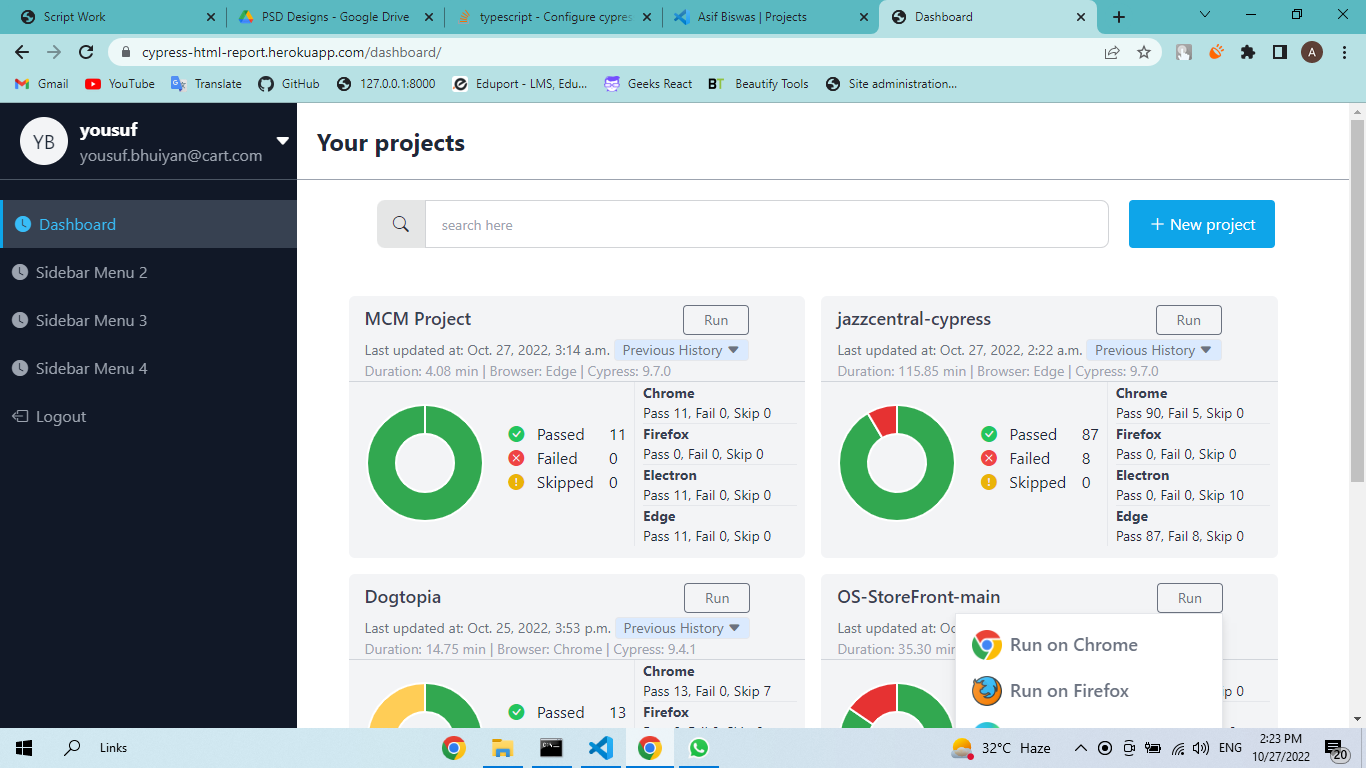 Script Work
PSD Designs - Google Drive
typescript - Configure cypres
Asif Biswas | Projects
Dashboard
cypress-html-report.herokuapp.com/dashboard/
A
Gmail
YouTube
Translate
GitHub
127.0.0.1:8000
Eduport - LMS, Edu...
Geeks React
BT Beautify Tools
Site administration...
YB
yousuf
yousuf.bhuiyan@cart.com
Dashboard
Sidebar Menu 2
Sidebar Menu 3
Sidebar Menu 4
Logout
Your projects
search here
+ New project
MCM Project
Run
Last updated at: Oct. 27, 2022, 3:14 a.m. Previous History
Duration: 4.08 min | Browser: Edge | Cypress: 9.7.0
Passed 11
Failed 0
Skipped 0
Chrome
Pass 11, Fail 0, Skip 0
Firefox
Pass 0, Fail 0, Skip 0
Electron
Pass 11, Fail 0, Skip 0
Edge
Pass 11, Fail 0, Skip 0
jazzcentral-cypress
Run
Last updated at: Oct. 27, 2022, 2:22 a.m. Previous History
Duration: 115.85 min | Browser: Edge | Cypress: 9.7.0
Passed 87
Failed 8
Skipped 0
Chrome
Pass 90, Fail 5, Skip 0
Firefox
Pass 0, Fail 0, Skip 0
Electron
Pass 0, Fail 0, Skip 10
Edge
Pass 87, Fail 8, Skip 0
Dogtopia
Run
Last updated at: Oct. 25, 2022, 3:53 p.m. Previous History
Duration: 14.75 min | Browser: Chrome | Cypress: 9.4.1
Passed 13
Chrome
Pass 13, Fail 0, Skip 7
Firefox
OS-StoreFront-main
Run
Last updated at: Oc
Duration: 35.30 min
Run on Chrome
Run on Firefox
p 0
Links
32°C Haze
ENG
2:23 PM
10/27/2022
20